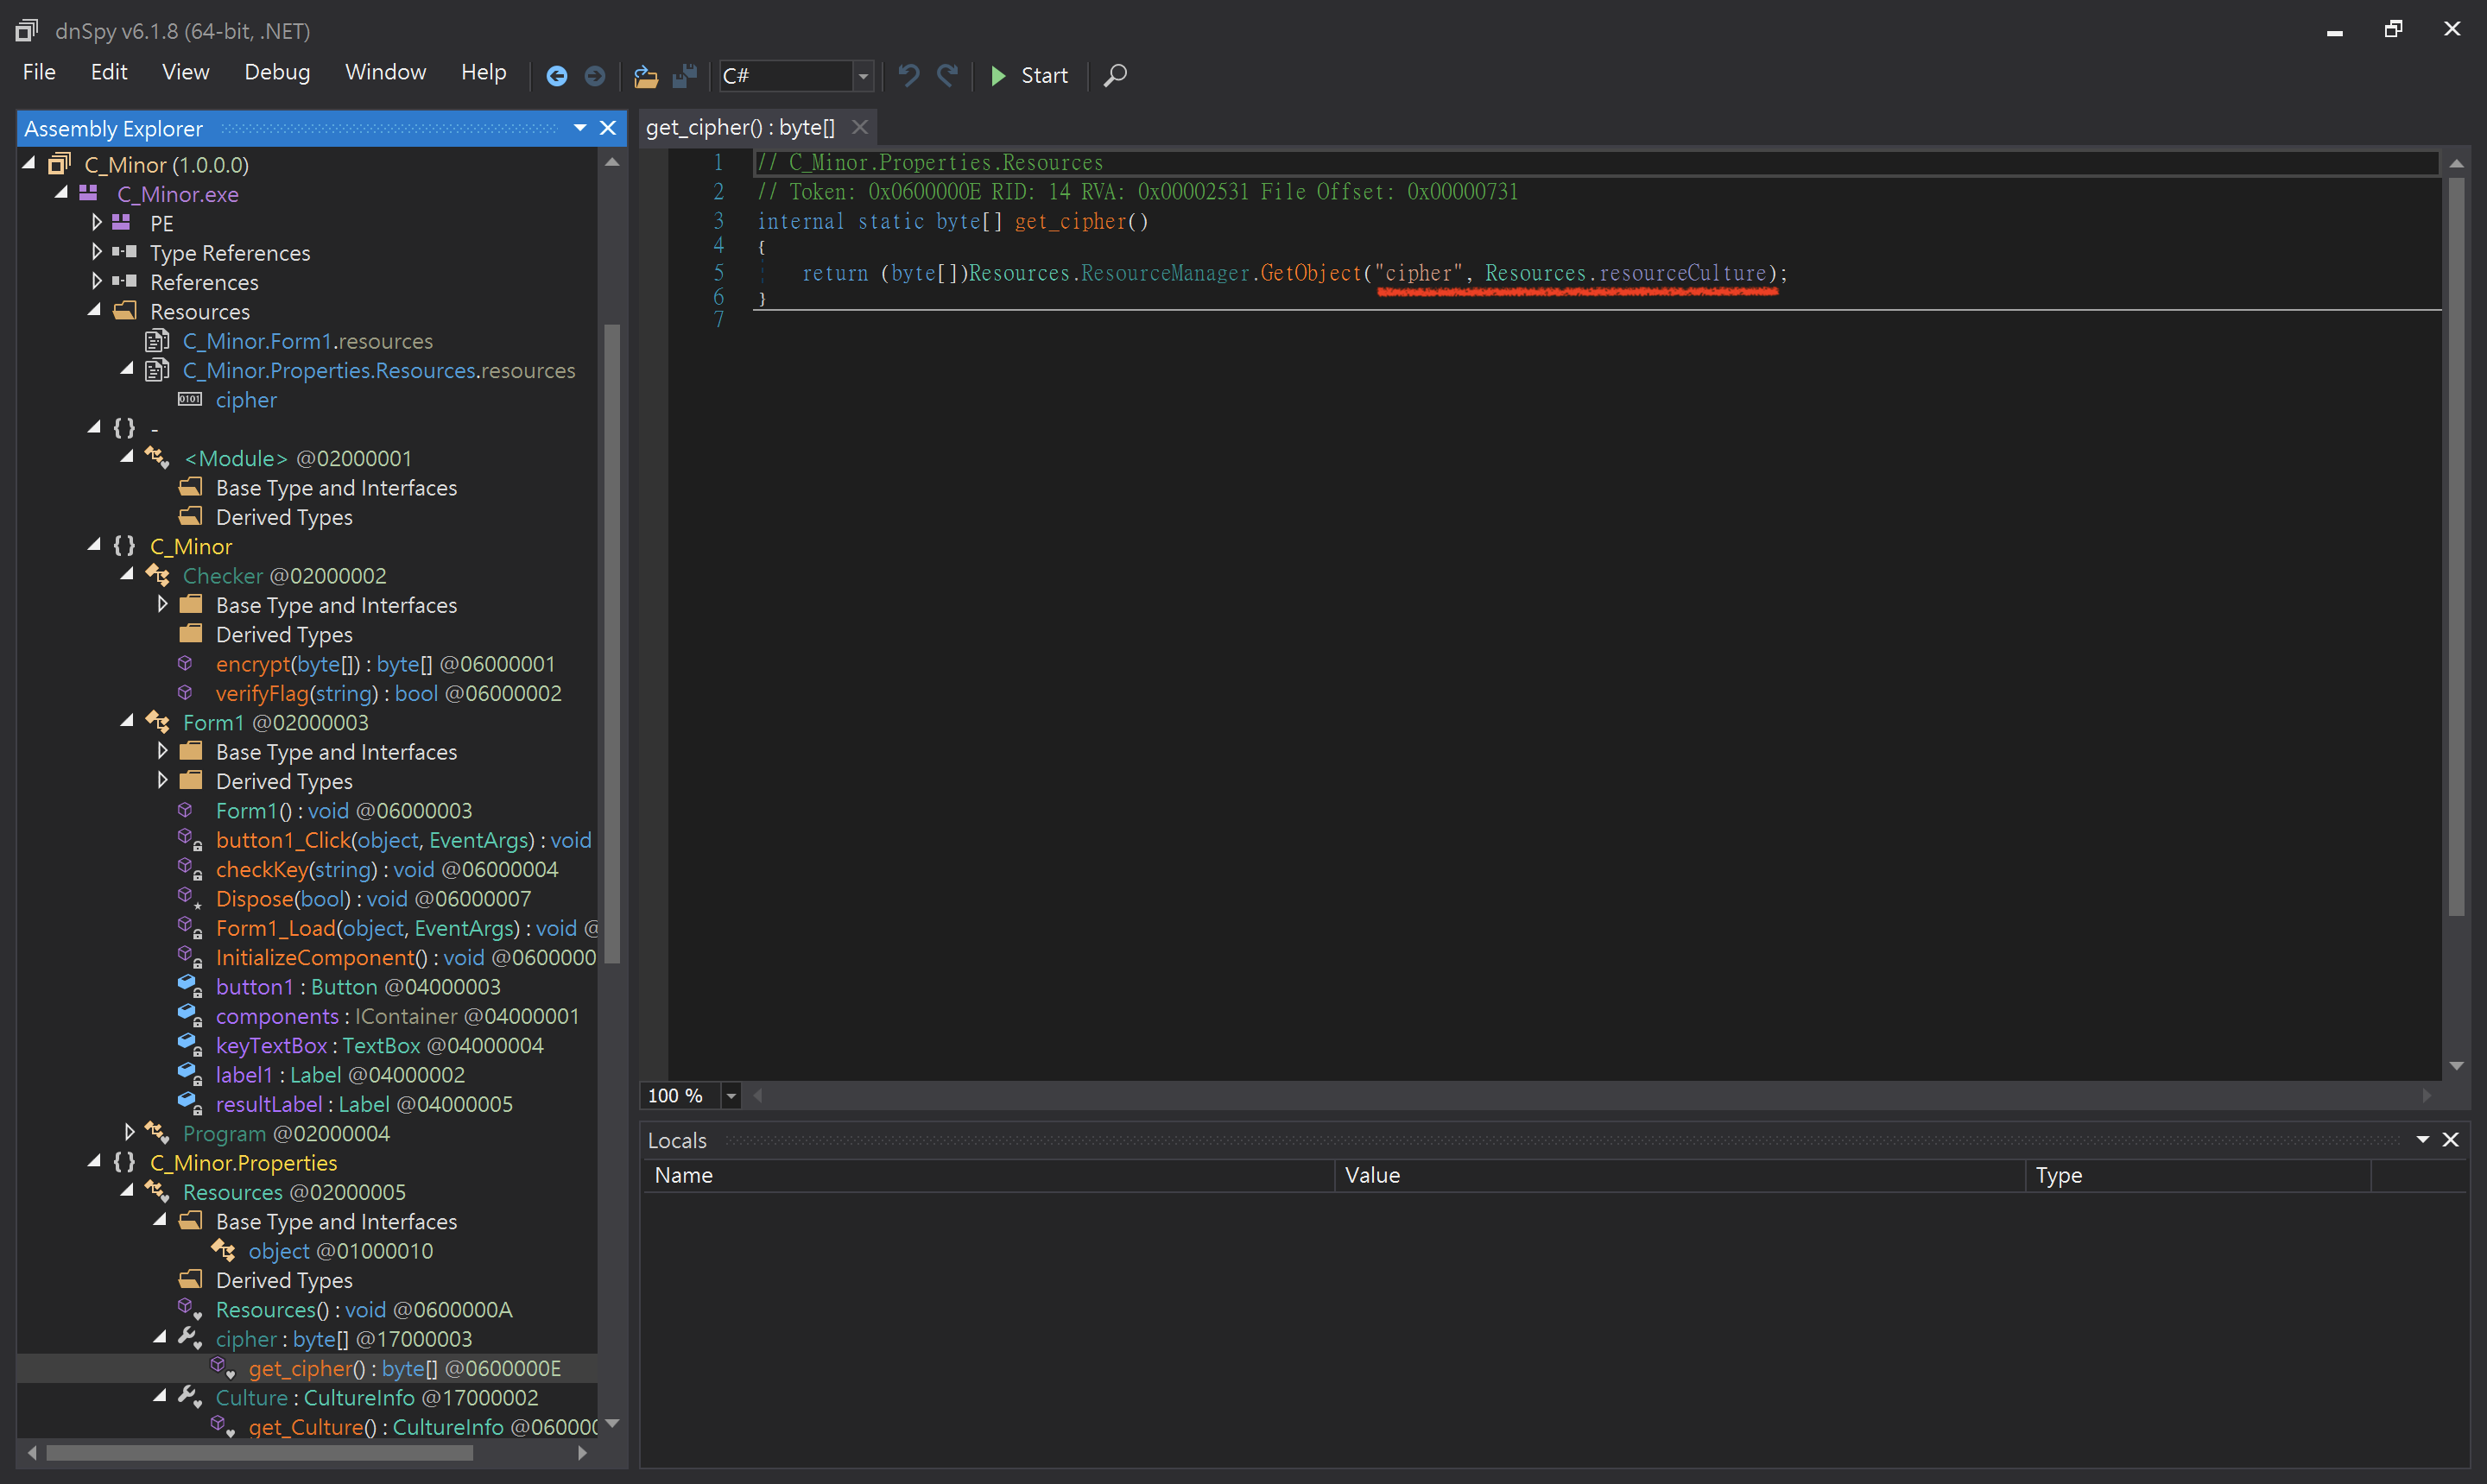 dnSpy v6.1.8 (64-bit, .NET)
File Edit View Debug Window Help C# Start
Assembly Explorer
C_Minor (1.0.0.0)
C_Minor.exe
PE
Type References
References
Resources
C_Minor.Form1.resources
C_Minor.Properties.Resources.resources
0101 cipher
{} -
<Module> @02000001
Base Type and Interfaces
Derived Types
{} C_Minor
Checker @02000002
Base Type and Interfaces
Derived Types
encrypt(byte[]) : byte[] @06000001
verifyFlag(string) : bool @06000002
Form1 @02000003
Base Type and Interfaces
Derived Types
Form1() : void @06000003
button1_Click(object, EventArgs) : void
checkKey(string) : void @06000004
Dispose(bool) : void @06000007
Form1_Load(object, EventArgs) : void @
InitializeComponent() : void @0600000
button1 : Button @04000003
components : IContainer @04000001
keyTextBox : TextBox @04000004
label1 : Label @04000002
resultLabel : Label @04000005
Program @02000004
{} C_Minor.Properties
Resources @02000005
Base Type and Interfaces
object @01000010
Derived Types
Resources() : void @0600000A
cipher : byte[] @17000003
get_cipher() : byte[] @0600000E
Culture : CultureInfo @17000002
get_Culture() : CultureInfo @060000
get_cipher() : byte[]
1 // C_Minor.Properties.Resources
2 // Token: 0x0600000E RID: 14 RVA: 0x00002531 File Offset: 0x00000731
3 internal static byte[] get_cipher()
4 {
5 return (byte[])Resources.ResourceManager.GetObject("cipher", Resources.resourceCulture);
6 }
7
100 %
Locals
Name Value Type